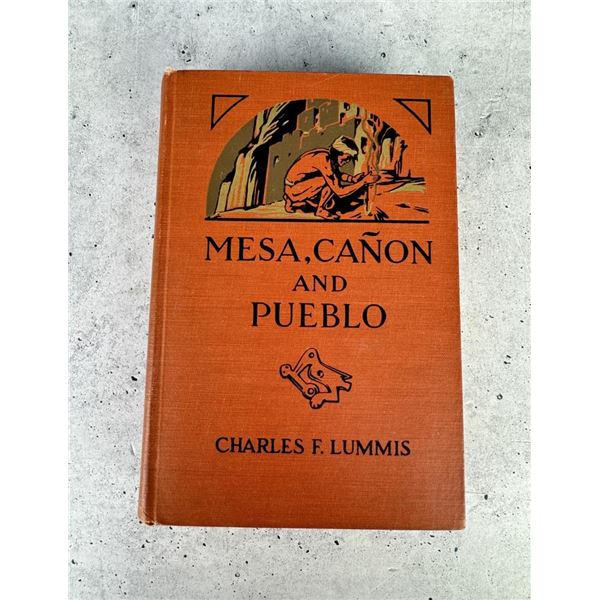 MESA, CAÑON
AND
PUEBLO
CHARLES F. LUMMIS